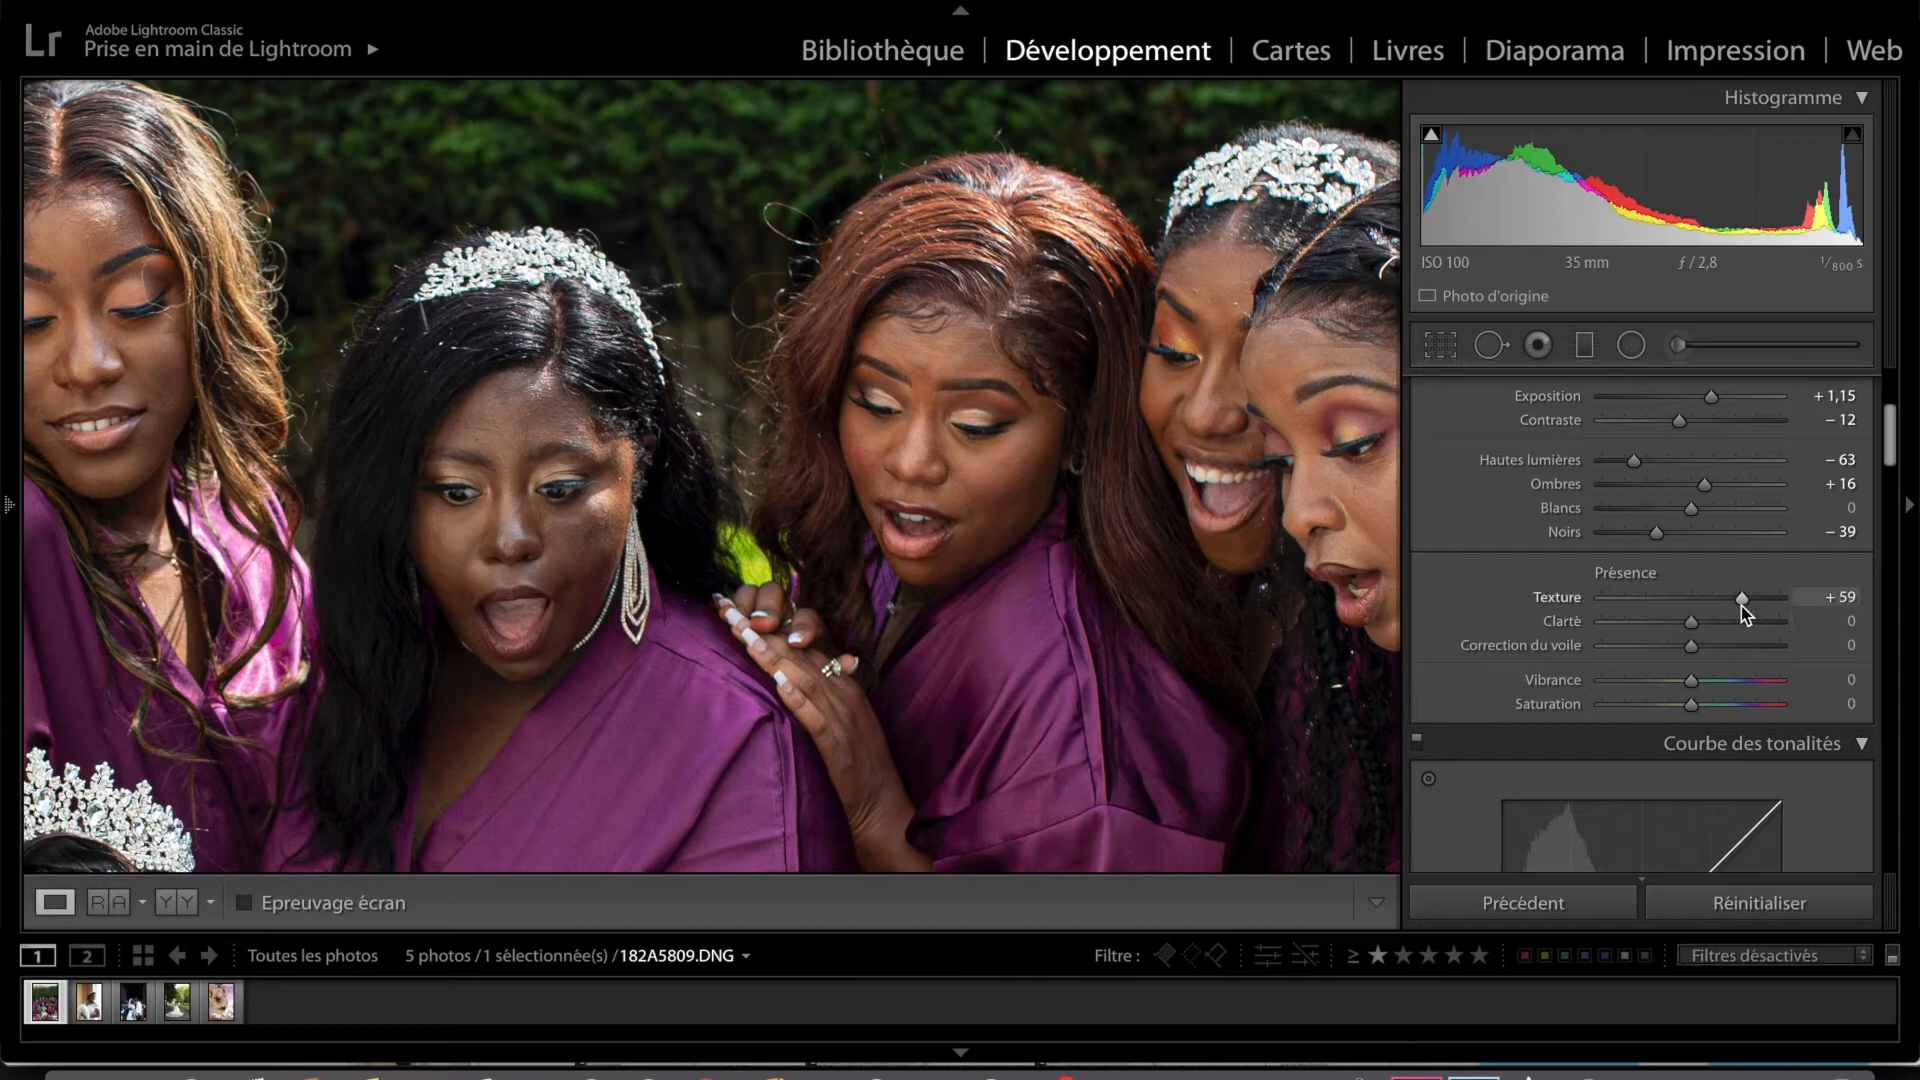 Lr
Adobe Lightroom Classic
Prise en main de Lightroom
Bibliothèque | Développement | Cartes | Livres | Diaporama | Impression | Web
Histogramme
ISO 100 35 mm ƒ / 2,8 1/800 s
Photo d'origine
Exposition + 1,15
Contraste − 12
Hautes lumières − 63
Ombres + 16
Blancs 0
Noirs − 39
Présence
Texture + 59
Clarté 0
Correction du voile 0
Vibrance 0
Saturation 0
Courbe des tonalités
R A Y Y Epreuvage écran
Précédent Réinitialiser
1 2 Toutes les photos 5 photos /1 sélectionnée(s) /182A5809.DNG Filtre : ≥ ★★★★★ Filtres désactivés